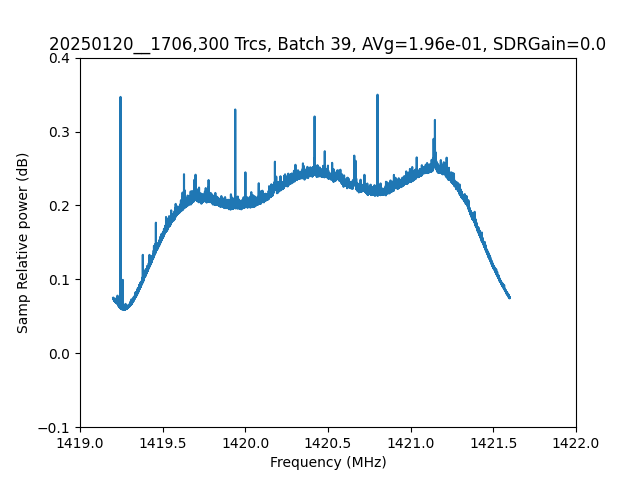 20250120__1706,300 Trcs, Batch 39, AVg=1.96e-01, SDRGain=0.0
0.4
0.3
0.2
0.1
0.0
−0.1
Samp Relative power (dB)
1419.0 1419.5 1420.0 1420.5 1421.0 1421.5 1422.0
Frequency (MHz)